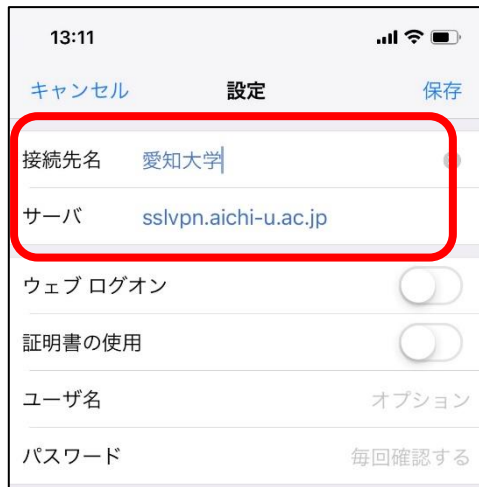 13:11
キャンセル 設定 保存
接続先名 愛知大学
サーバ sslvpn.aichi-u.ac.jp
ウェブ ログオン
証明書の使用
ユーザ名 オプション
パスワード 毎回確認する